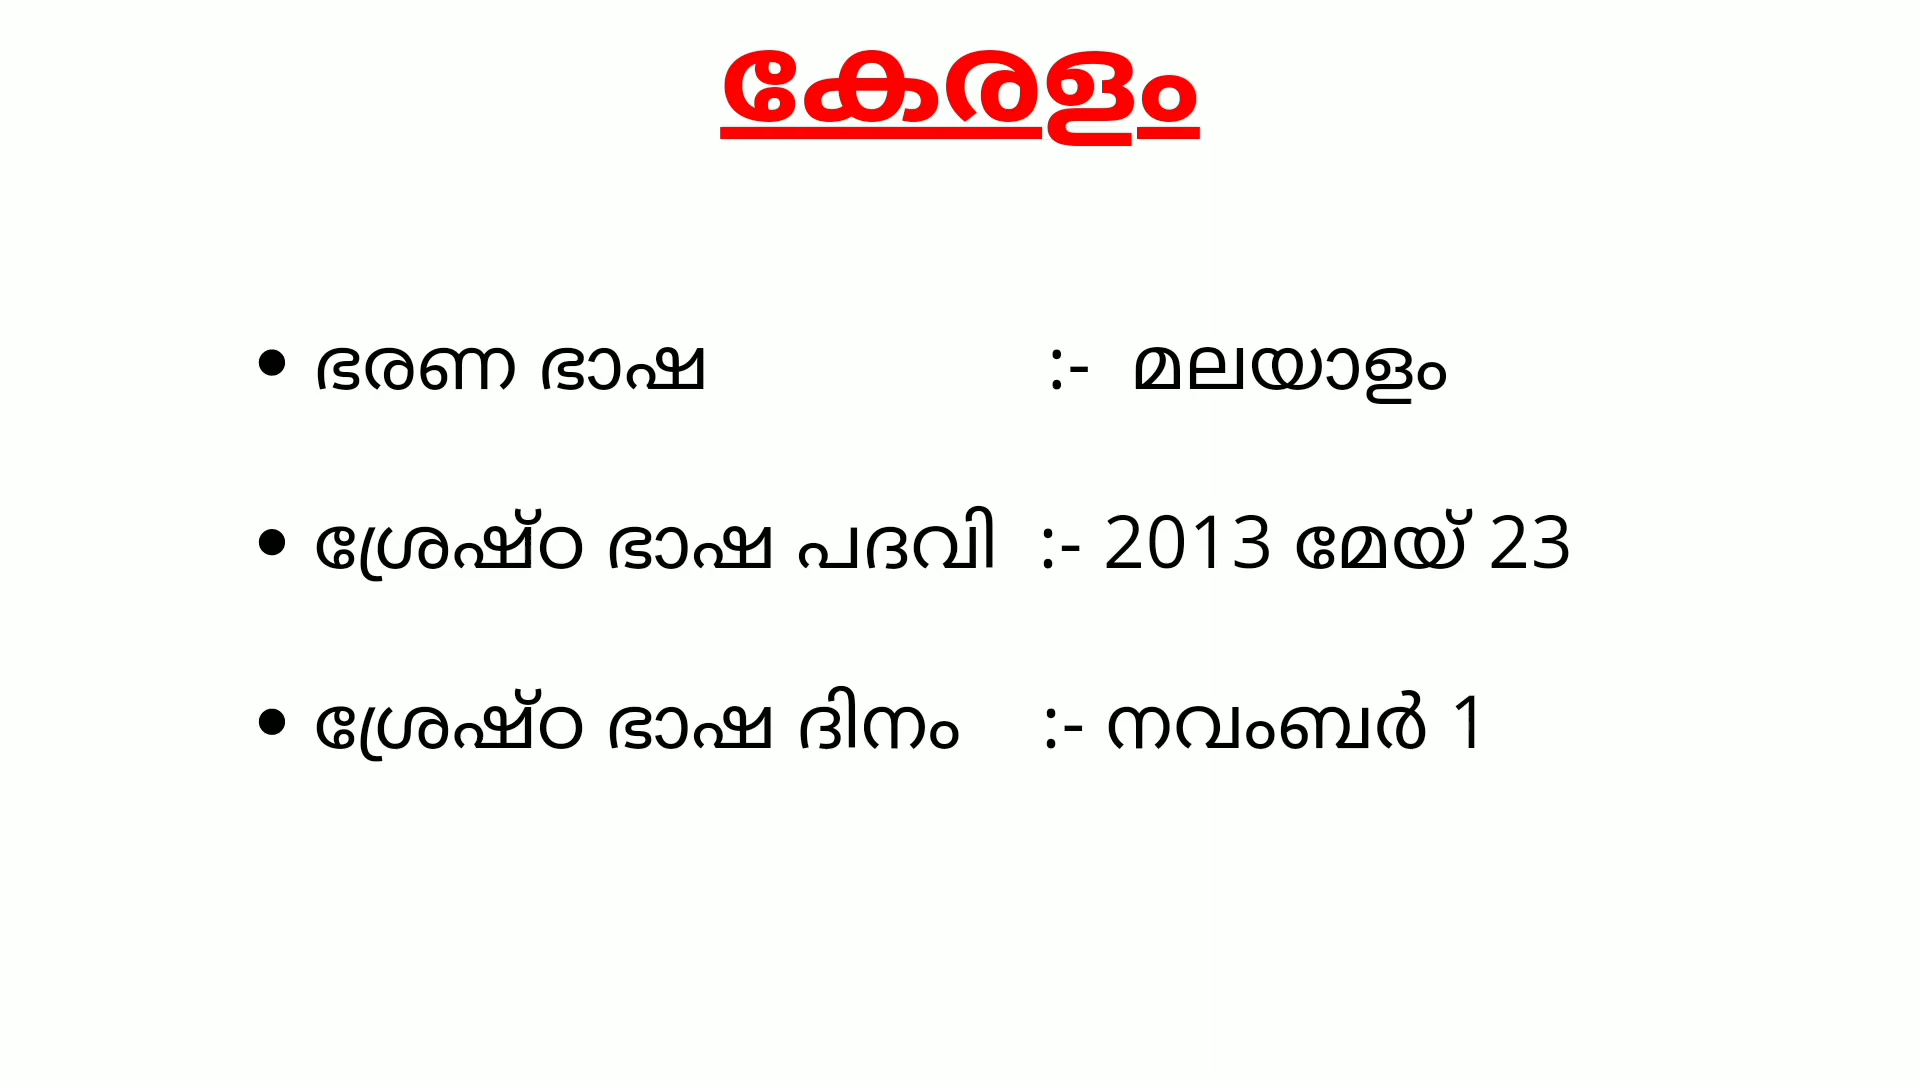 കേരളം
• ഭരണ ഭാഷ :- മലയാളം
• ശ്രേഷ്ഠ ഭാഷ പദവി :- 2013 മേയ് 23
• ശ്രേഷ്ഠ ഭാഷ ദിനം :- നവംബർ 1